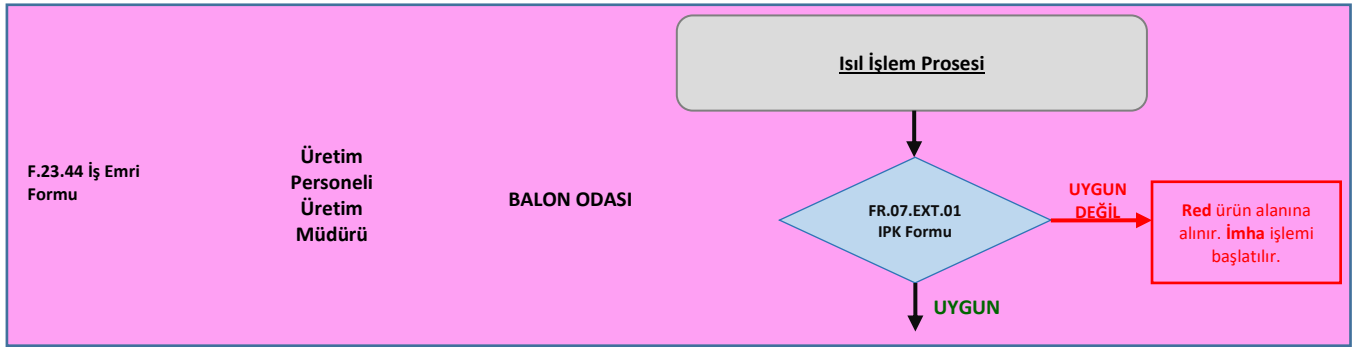 Isıl İşlem Prosesi
F.23.44 İş Emri
Formu
Üretim
Personeli
Üretim
Müdürü
BALON ODASI
FR.07.EXT.01
IPK Formu
UYGUN
DEĞİL
Red ürün alanına
alınır. İmha işlemi
başlatılır.
UYGUN